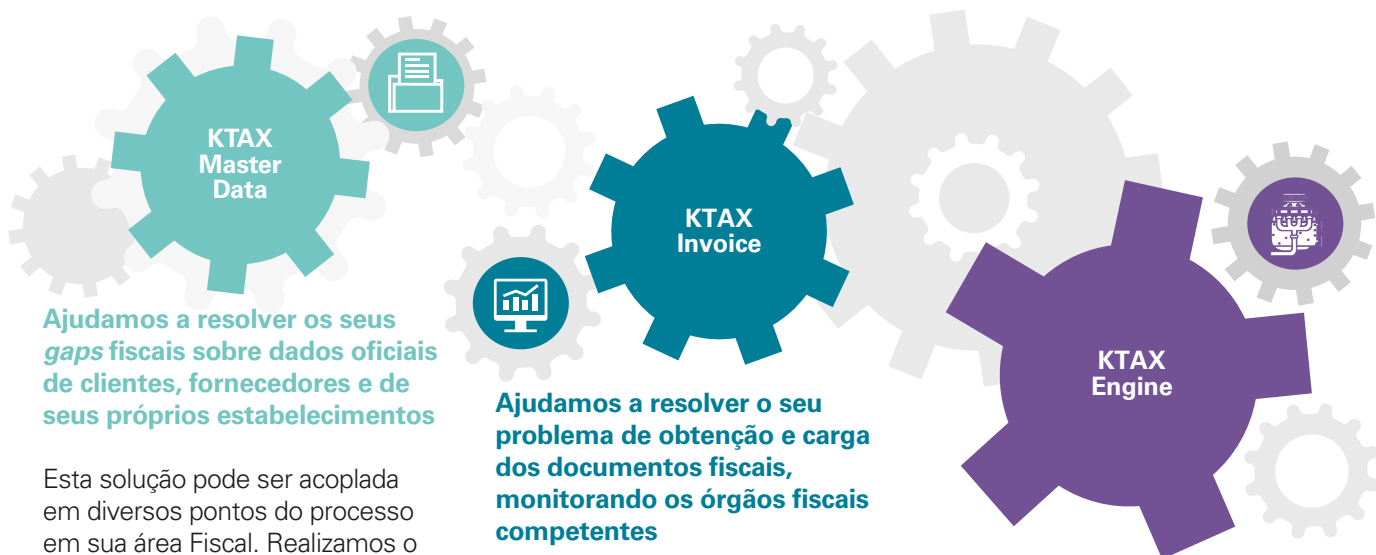 KTAX
Master
Data
Ajudamos a resolver os seus
gaps fiscais sobre dados oficiais
de clientes, fornecedores e de
seus próprios estabelecimentos
Esta solução pode ser acoplada
em diversos pontos do processo
em sua área Fiscal. Realizamos o
KTAX
Invoice
Ajudamos a resolver o seu
problema de obtenção e carga
dos documentos fiscais,
monitorando os órgãos fiscais
competentes
KTAX
Engine